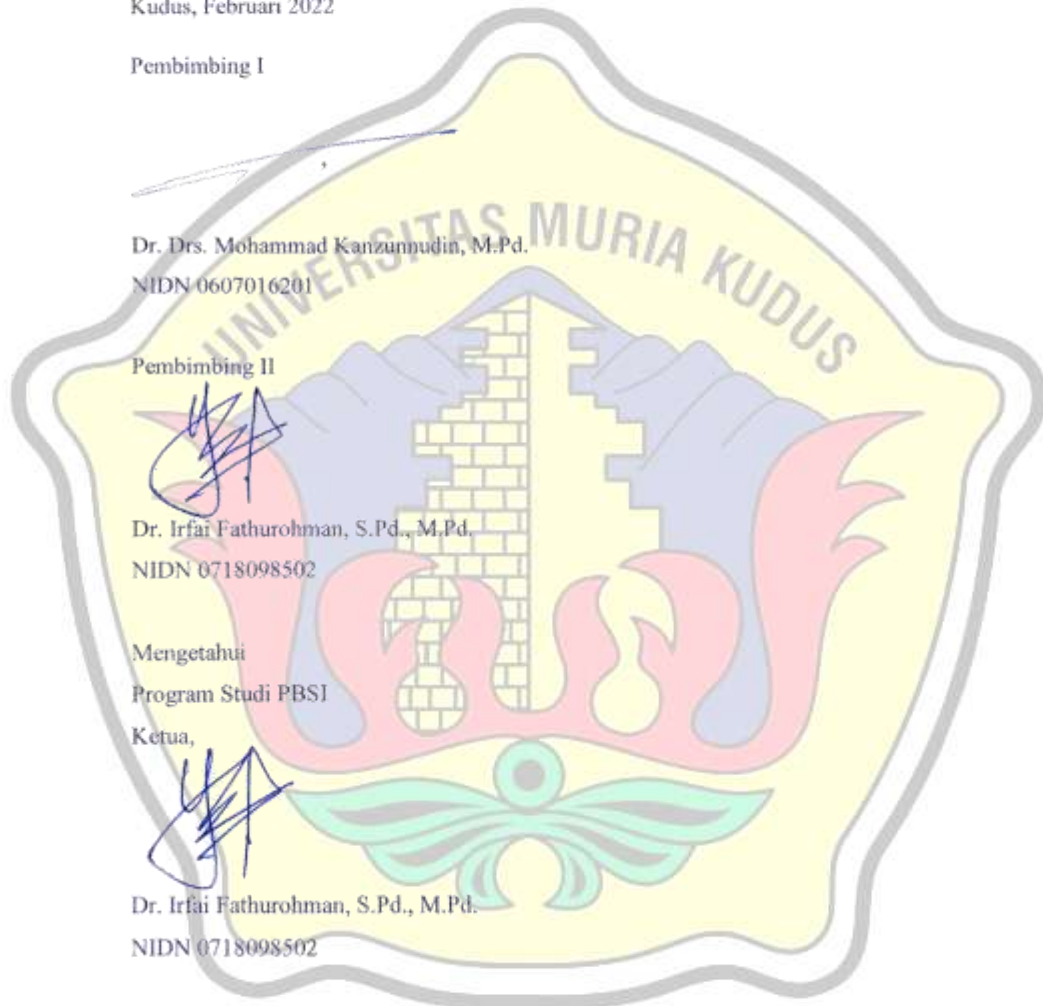 Kudus, Februari 2022
Pembimbing I
Dr. Drs. Mohammad Kanzunnudin, M.Pd.
NIDN 0607016201
UNIVERSITAS MURIA KUDUS
Pembimbing II
Dr. Irfai Fathurohman, S.Pd., M.Pd.
NIDN 0718098502
Mengetahui
Program Studi PBSI
Ketua,
Dr. Irfai Fathurohman, S.Pd., M.Pd.
NIDN 0718098502